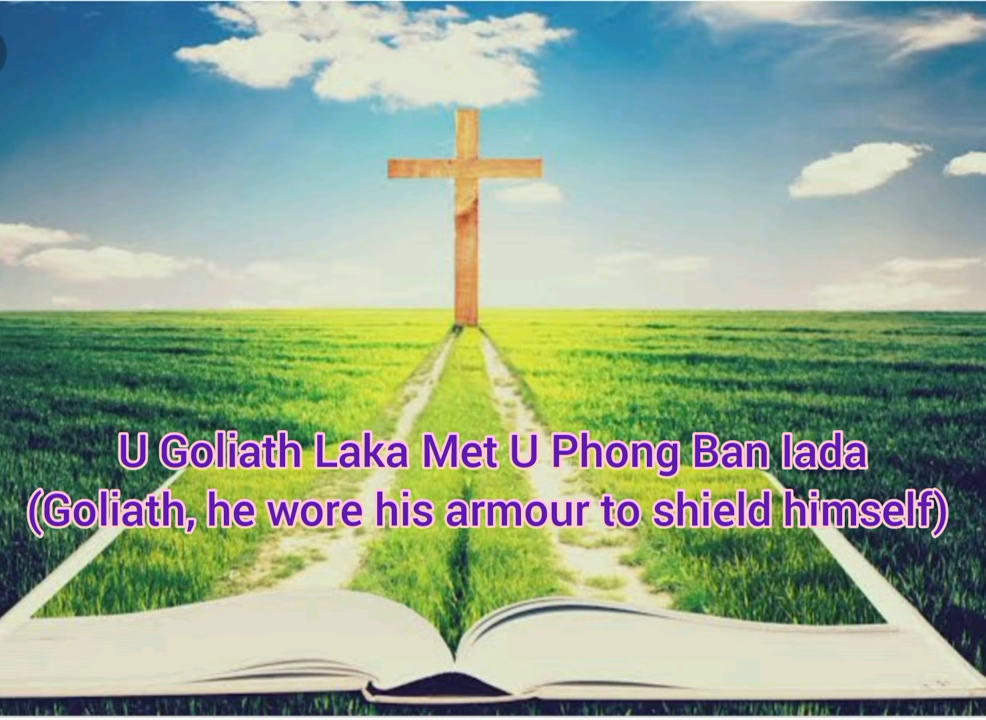 U Goliath Laka Met U Phong Ban Iada
(Goliath, he wore his armour to shield himself)